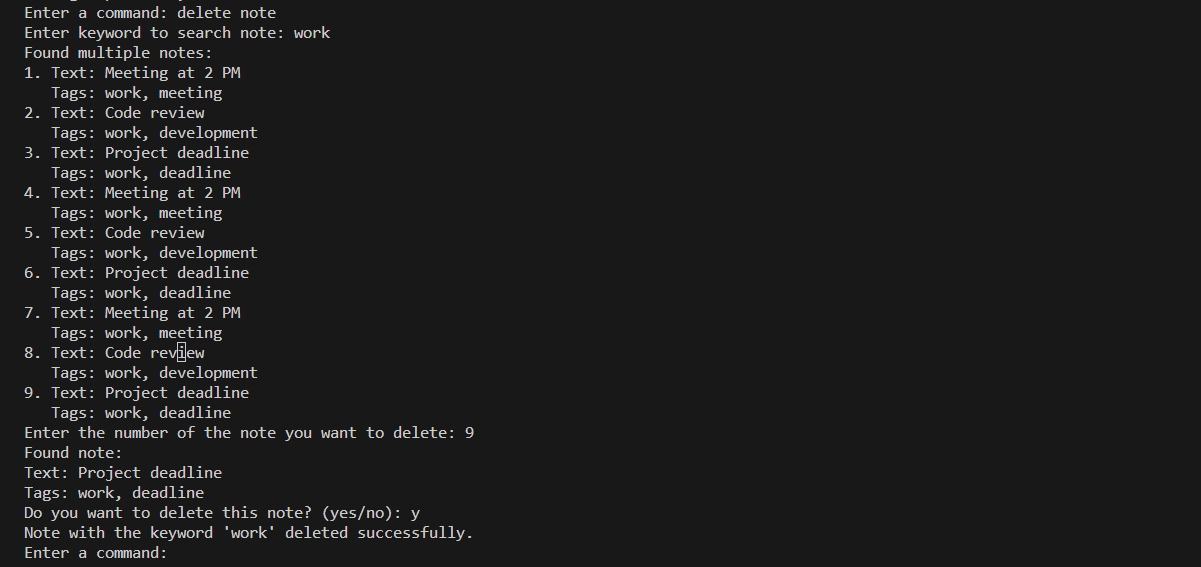 Enter a command: delete note
Enter keyword to search note: work
Found multiple notes:
1. Text: Meeting at 2 PM
   Tags: work, meeting
2. Text: Code review
   Tags: work, development
3. Text: Project deadline
   Tags: work, deadline
4. Text: Meeting at 2 PM
   Tags: work, meeting
5. Text: Code review
   Tags: work, development
6. Text: Project deadline
   Tags: work, deadline
7. Text: Meeting at 2 PM
   Tags: work, meeting
8. Text: Code review
   Tags: work, development
9. Text: Project deadline
   Tags: work, deadline
Enter the number of the note you want to delete: 9
Found note:
Text: Project deadline
Tags: work, deadline
Do you want to delete this note? (yes/no): y
Note with the keyword 'work' deleted successfully.
Enter a command: